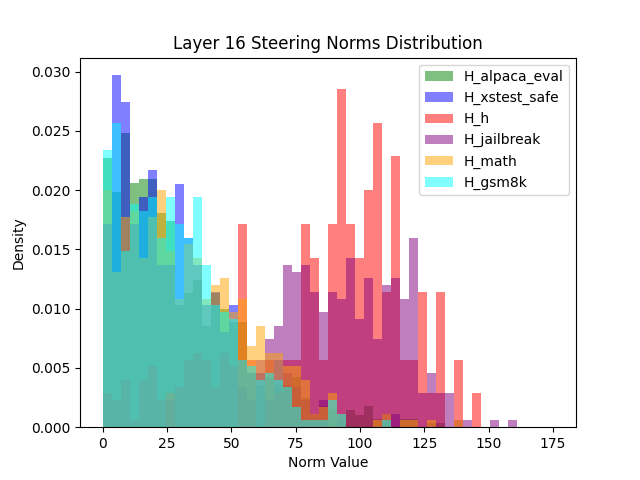 Layer 16 Steering Norms Distribution
H_alpaca_eval
H_xstest_safe
H_h
H_jailbreak
H_math
H_gsm8k
0.030
0.025
0.020
0.015
0.010
0.005
0.000
Density
0 25 50 75 100 125 150 175
Norm Value